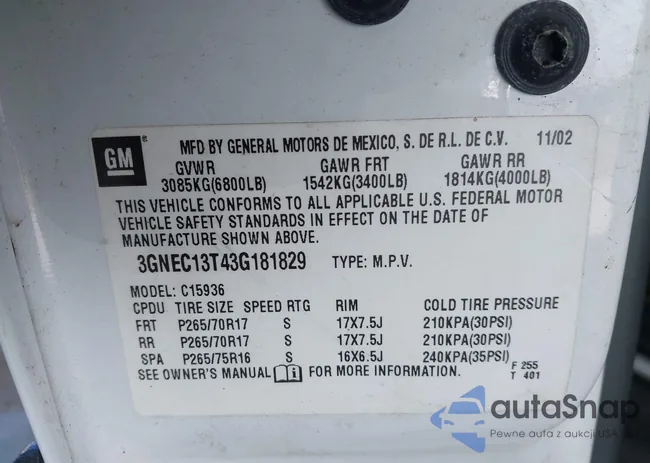 GM MFD BY GENERAL MOTORS DE MEXICO, S. DE R.L. DE C.V. 11/02
GVWR GAWR FRT GAWR RR
3085KG(6800LB) 1542KG(3400LB) 1814KG(4000LB)
THIS VEHICLE CONFORMS TO ALL APPLICABLE U.S. FEDERAL MOTOR
VEHICLE SAFETY STANDARDS IN EFFECT ON THE DATE OF
MANUFACTURE SHOWN ABOVE.
3GNEC13T43G181829 TYPE: M.P.V.
MODEL: C15936
CPDU TIRE SIZE SPEED RTG RIM COLD TIRE PRESSURE
FRT P265/70R17 S 17X7.5J 210KPA(30PSI)
RR P265/70R17 S 17X7.5J 210KPA(30PSI)
SPA P265/75R16 S 16X6.5J 240KPA(35PSI)
SEE OWNER'S MANUAL FOR MORE INFORMATION. F 255
T 401
autaSnap
Pewne auta z aukcji USA